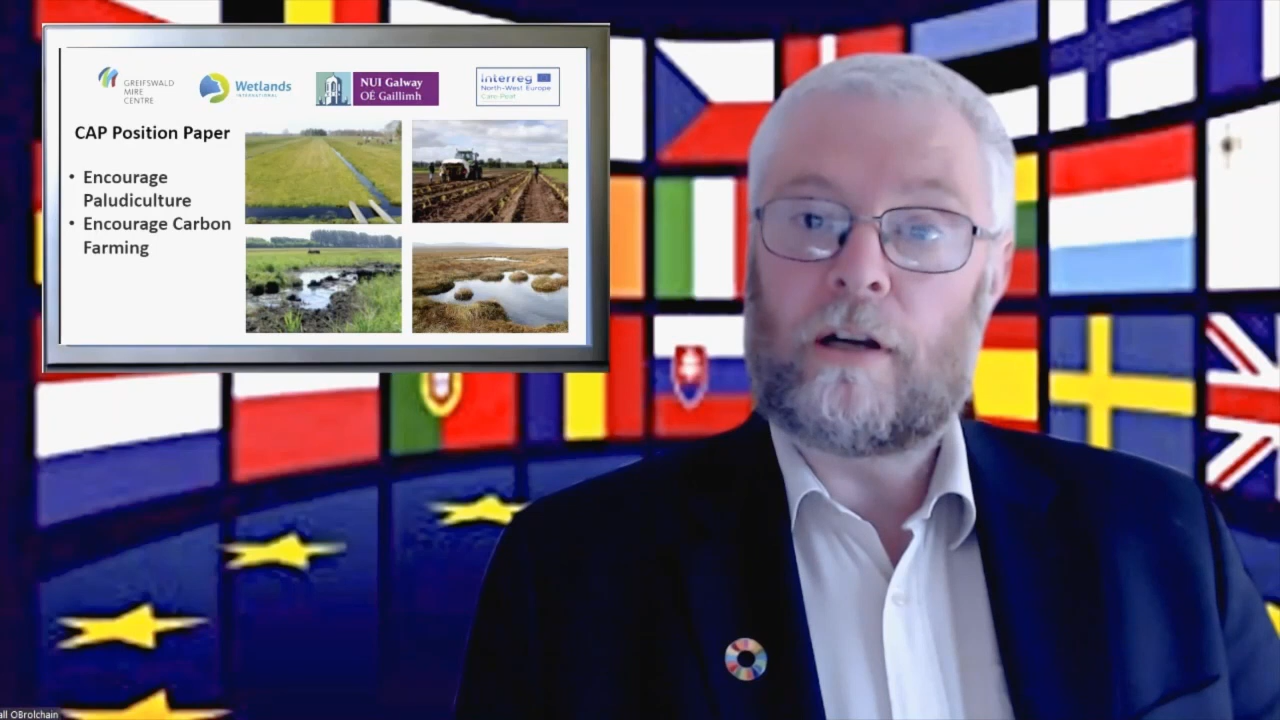 GREIFSWALD
MIRE
CENTRE
Wetlands
INTERNATIONAL
NUI Galway
OÉ Gaillimh
Interreg
North-West Europe
Care-Peat
CAP Position Paper
• Encourage
Paludiculture
• Encourage Carbon
Farming
all OBrolchain